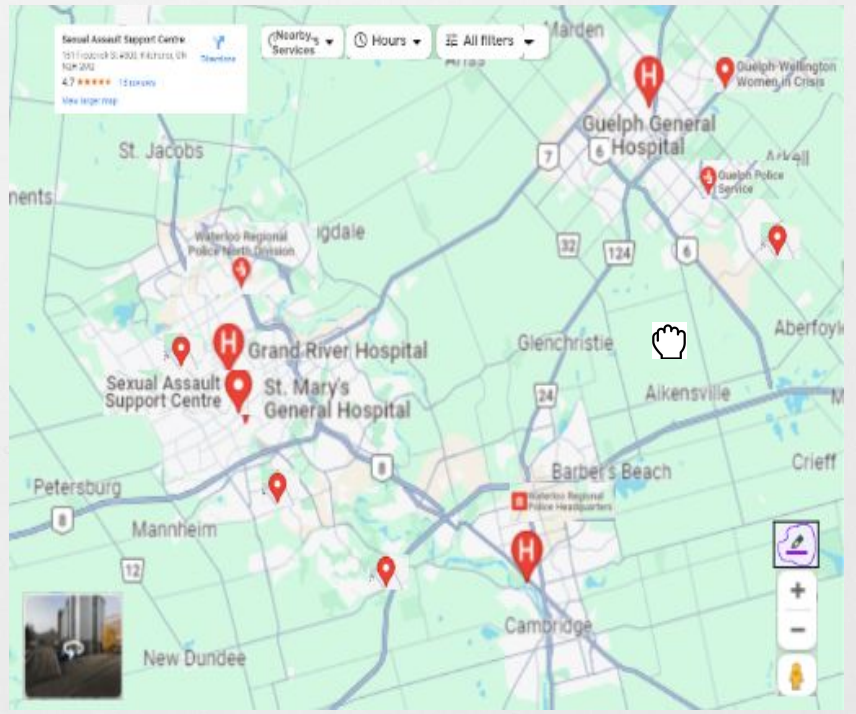 Sexual Assault Support Centre
Directions
4.7
View larger map
Nearby
Services
Hours
All filters
Marden
Guelph-Wellington
Women in Crisis
Guelph General
Hospital
St. Jacobs
7
6
Arkell
Guelph Police
Service
Waterloo Regional
Police North Division
32
124
6
Grand River Hospital
Glenchristie
Sexual Assault
Support Centre
St. Mary's
General Hospital
24
Aikensville
Petersburg
8
Barber's Beach
Crieff
Waterloo Regional
Police Headquarters
8
Mannheim
12
H
H
H
Cambridge
New Dundee
+
−